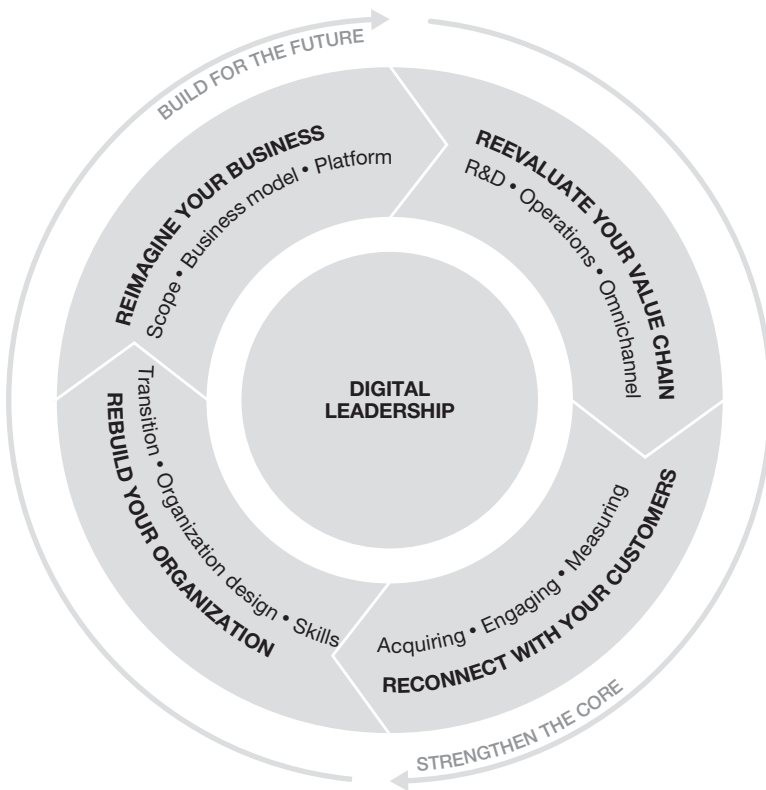 BUILD FOR THE FUTURE
REIMAGINE YOUR BUSINESS
Scope • Business model • Platform
REEVALUATE YOUR VALUE CHAIN
R&D • Operations • Omnichannel
DIGITAL
LEADERSHIP
Transition • Organization design • Skills
REBUILD YOUR ORGANIZATION
Acquiring • Engaging • Measuring
RECONNECT WITH YOUR CUSTOMERS
STRENGTHEN THE CORE